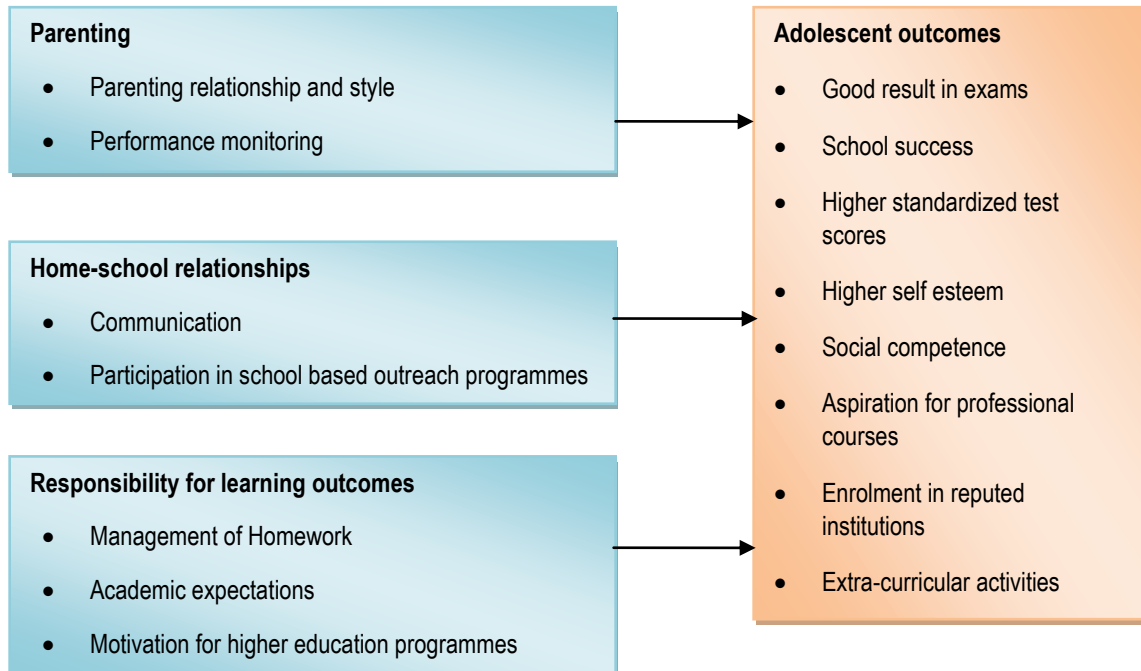 Parenting
• Parenting relationship and style
• Performance monitoring
Home-school relationships
• Communication
• Participation in school based outreach programmes
Responsibility for learning outcomes
• Management of Homework
• Academic expectations
• Motivation for higher education programmes
Adolescent outcomes
• Good result in exams
• School success
• Higher standardized test
scores
• Higher self esteem
• Social competence
• Aspiration for professional
courses
• Enrolment in reputed
institutions
• Extra-curricular activities